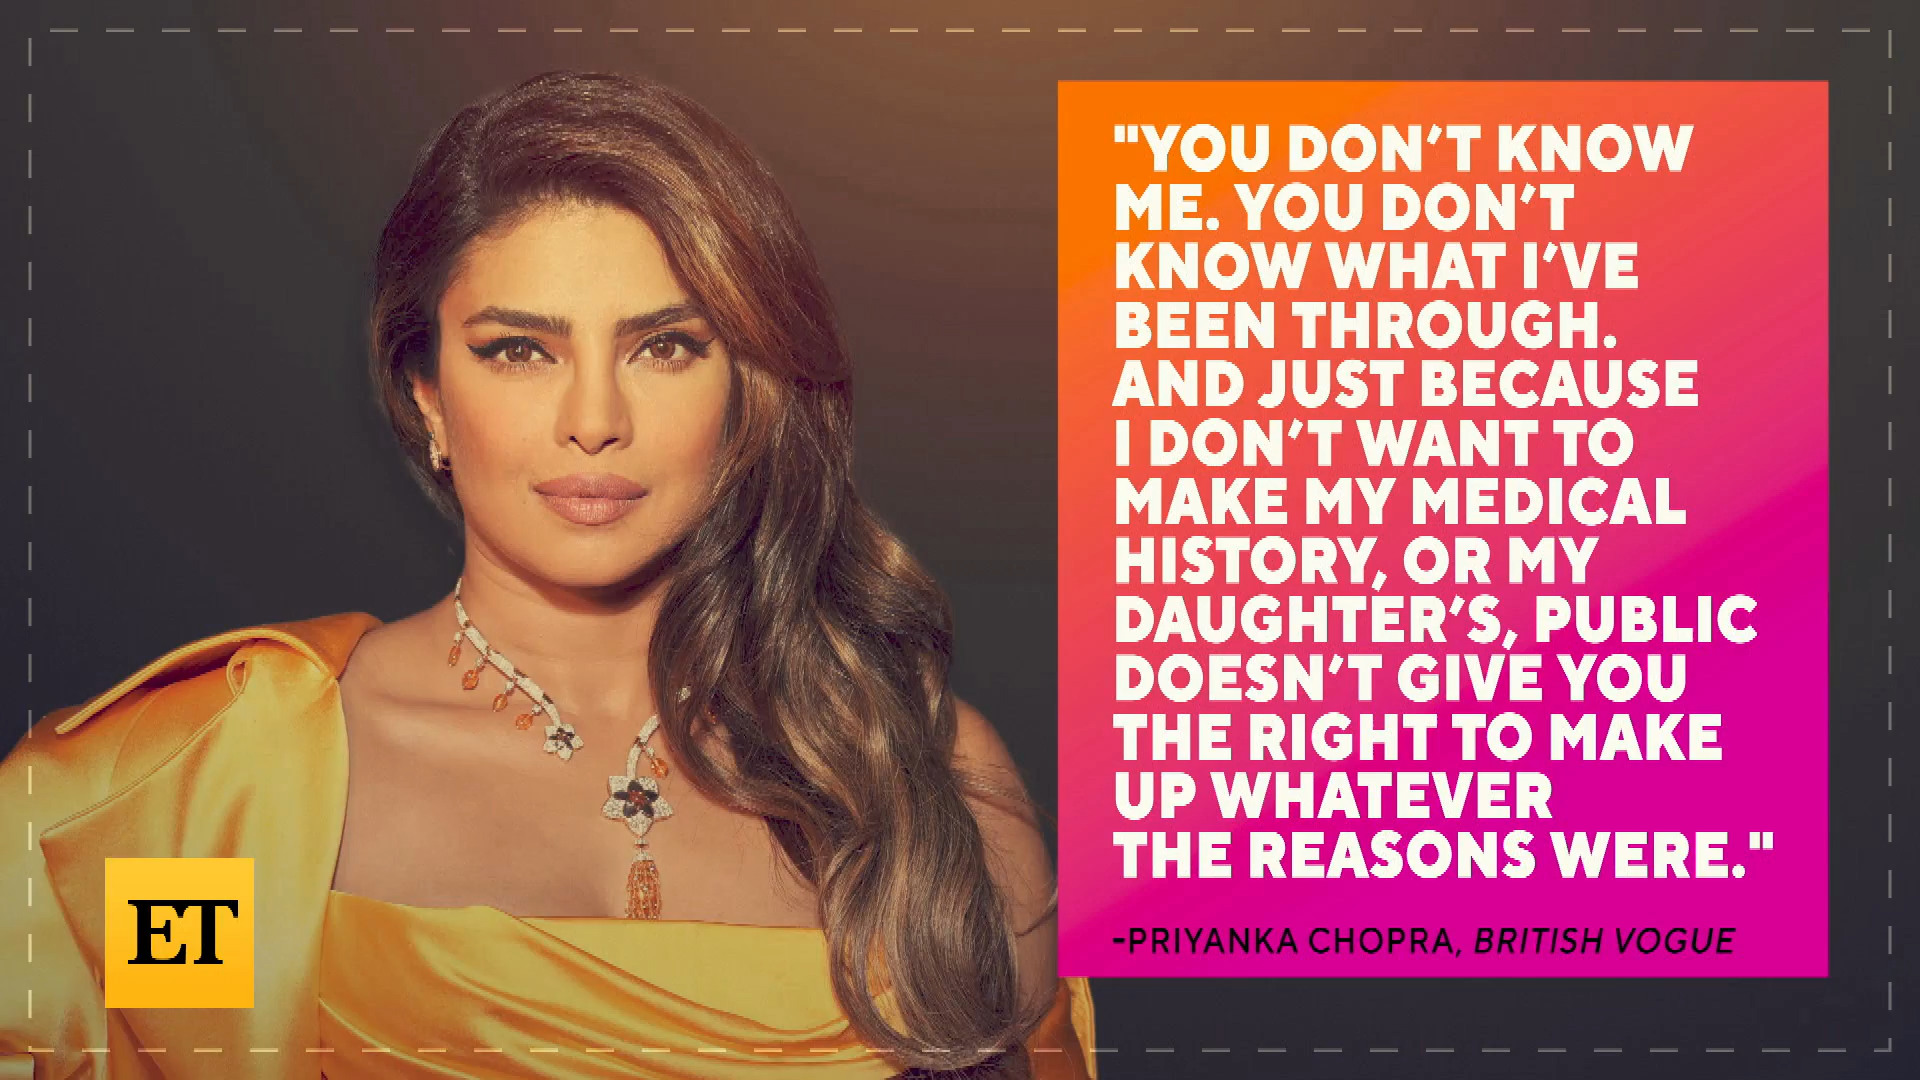 "YOU DON'T KNOW
ME. YOU DON'T
KNOW WHAT I'VE
BEEN THROUGH.
AND JUST BECAUSE
I DON'T WANT TO
MAKE MY MEDICAL
HISTORY, OR MY
DAUGHTER'S, PUBLIC
DOESN'T GIVE YOU
THE RIGHT TO MAKE
UP WHATEVER
THE REASONS WERE."
-PRIYANKA CHOPRA, BRITISH VOGUE
ET